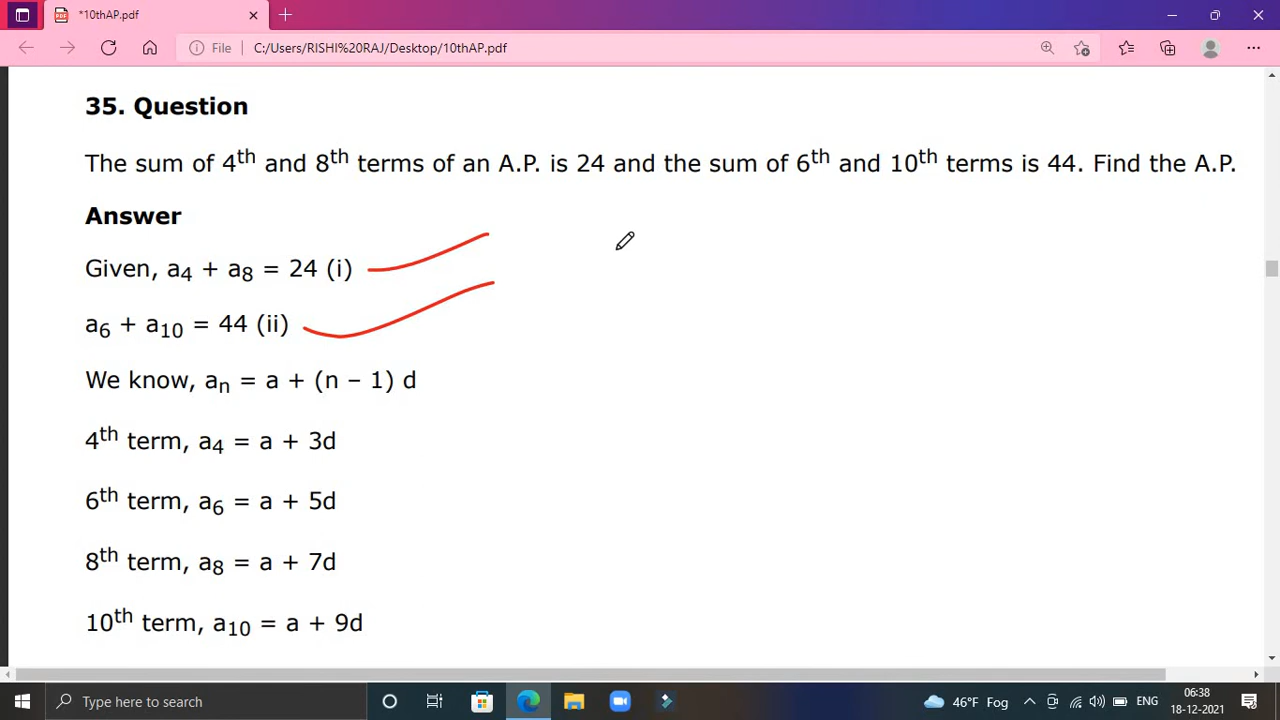 *10thAP.pdf
File C:/Users/RISHI%20RAJ/Desktop/10thAP.pdf
35. Question
The sum of 4th and 8th terms of an A.P. is 24 and the sum of 6th and 10th terms is 44. Find the A.P.
Answer
Given, a4 + a8 = 24 (i)
a6 + a10 = 44 (ii)
We know, an = a + (n – 1) d
4th term, a4 = a + 3d
6th term, a6 = a + 5d
8th term, a8 = a + 7d
10th term, a10 = a + 9d
Type here to search
46°F Fog
ENG
06:38
18-12-2021